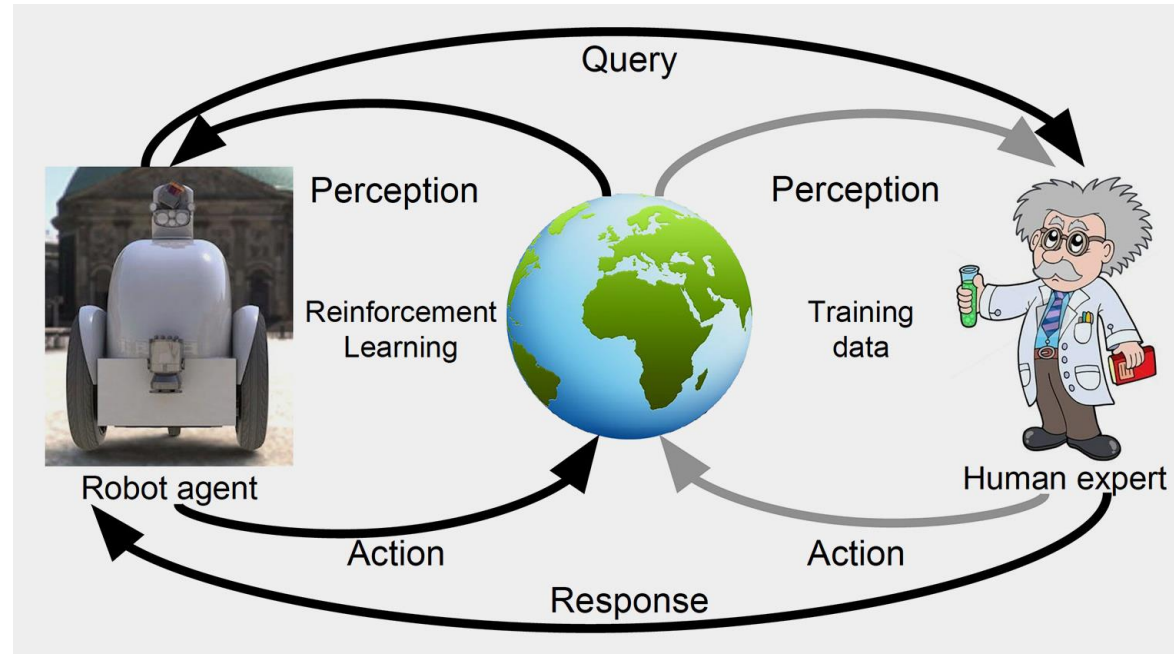 Query
Perception
Perception
Reinforcement
Learning
Training
data
Robot agent
Human expert
Action
Action
Response